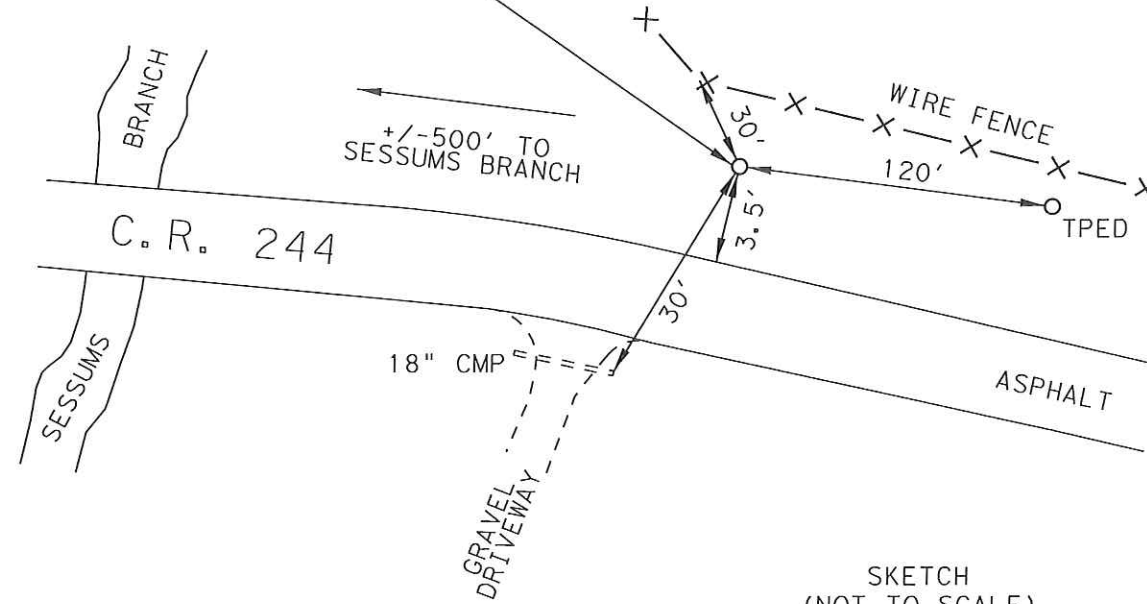 BRANCH
+/-500' TO
SESSUMS BRANCH
30'
WIRE FENCE
120'
TPED
3.5'
C.R. 244
30'
18" CMP
SESSUMS
ASPHALT
GRAVEL
DRIVEWAY
SKETCH
(NOT TO SCALE)